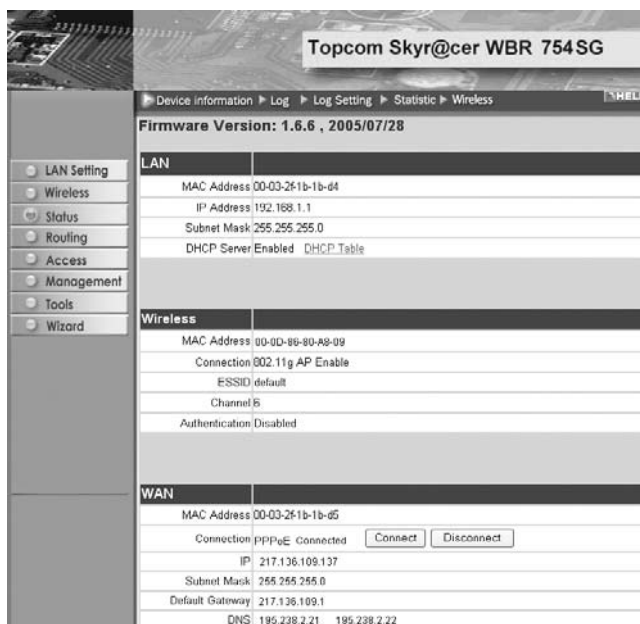 Topcom Skyr@cer WBR 754SG
Device information Log Log Setting Statistic Wireless
Firmware Version: 1.6.6 , 2005/07/28
LAN Setting
Wireless
Status
Routing
Access
Management
Tools
Wizard
LAN
MAC Address 00-03-2f-1b-1b-d4
IP Address 192.168.1.1
Subnet Mask 255.255.255.0
DHCP Server Enabled DHCP Table
Wireless
MAC Address 00-0D-86-80-A8-09
Connection 802.11g AP Enable
ESSID default
Channel 6
Authentication Disabled
WAN
MAC Address 00-03-2f-1b-1b-d5
Connection PPPoE Connected Connect Disconnect
IP 217.136.109.137
Subnet Mask 255.255.255.0
Default Gateway 217.136.109.1
DNS 195.238.2.21 195.238.2.22